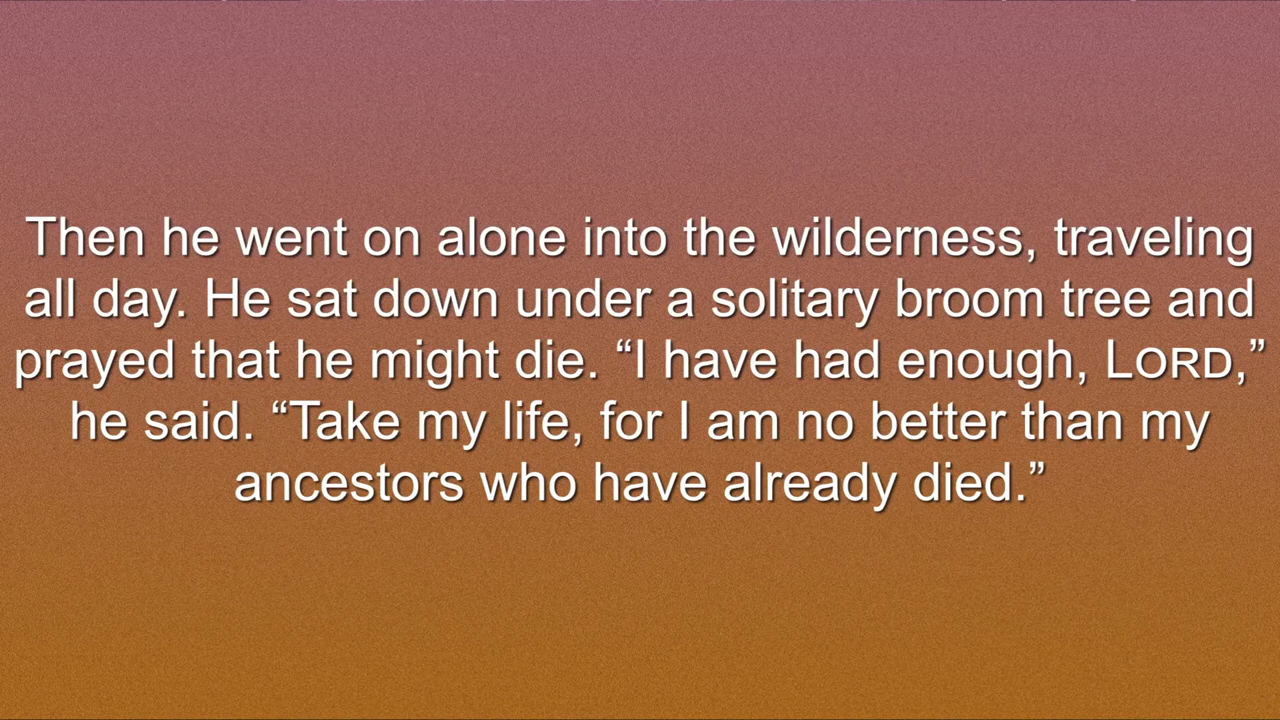 Then he went on alone into the wilderness, traveling
all day. He sat down under a solitary broom tree and
prayed that he might die. “I have had enough, LORD,”
he said. “Take my life, for I am no better than my
ancestors who have already died.”